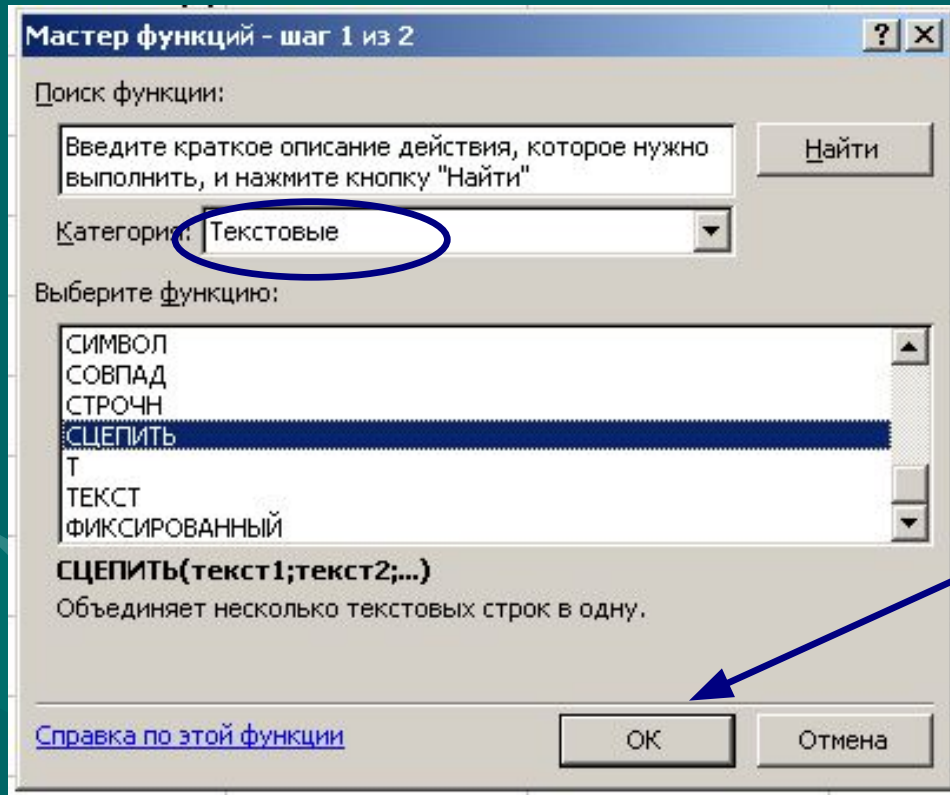 Мастер функций - шаг 1 из 2
Поиск функции:
Введите краткое описание действия, которое нужно
выполнить, и нажмите кнопку "Найти"
Найти
Категория: Текстовые
Выберите функцию:
СИМВОЛ
СОВПАД
СТРОЧН
СЦЕПИТЬ
Т
ТЕКСТ
ФИКСИРОВАННЫЙ
СЦЕПИТЬ(текст1;текст2;...)
Объединяет несколько текстовых строк в одну.
Справка по этой функции
ОК
Отмена